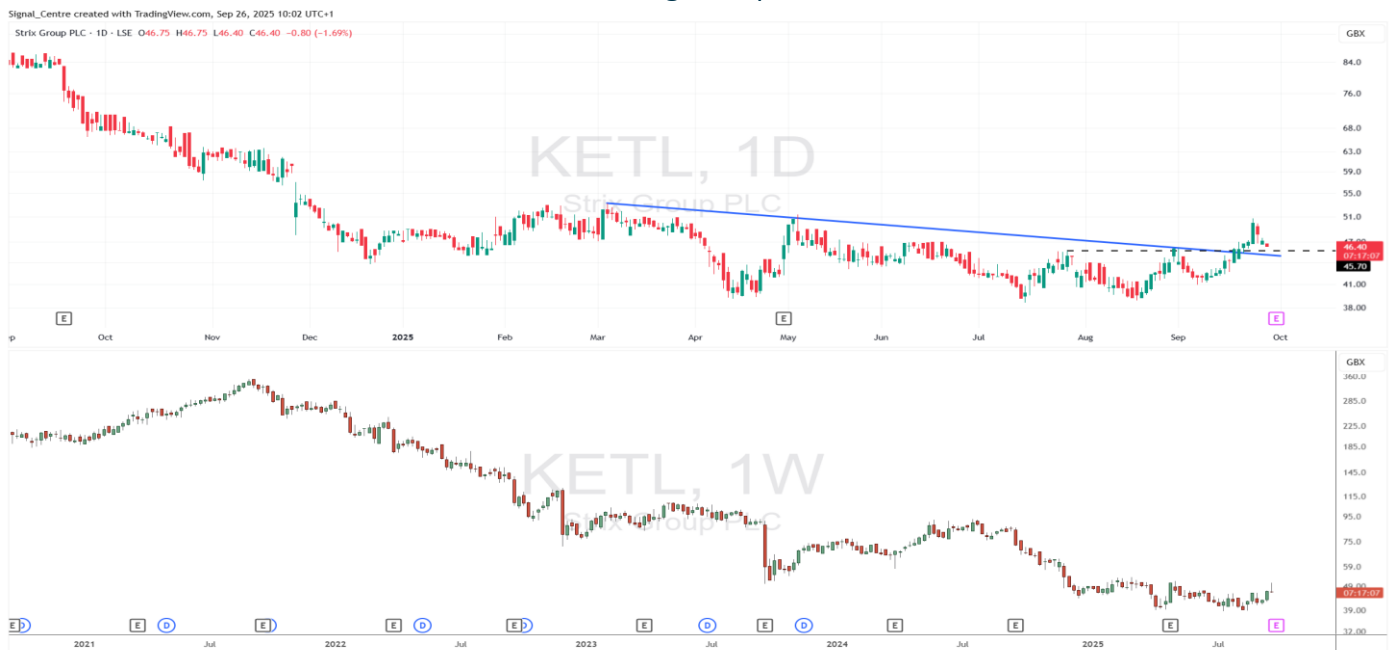 Signal_Centre created with TradingView.com, Sep 26, 2025 10:02 UTC+1
Strix Group PLC · 1D · LSE O46.75 H46.75 L46.40 C46.40 −0.80 (−1.69%)
GBX
84.0
76.0
68.0
63.0
59.0
55.0
51.0
46.40
07:17:07
45.70
41.00
38.00
KETL, 1D
Strix Group PLC
E E E
Oct Nov Dec 2025 Feb Mar Apr May Jun Jul Aug Sep Oct
GBX
360.0
285.0
225.0
185.0
145.0
115.0
95.0
75.0
59.0
49.00
07:17:07
39.00
32.00
KETL, 1W
Strix Group PLC
E D E D E D E D E D E D E D E E E E
2021 Jul 2022 Jul 2023 Jul 2024 Jul 2025 Jul